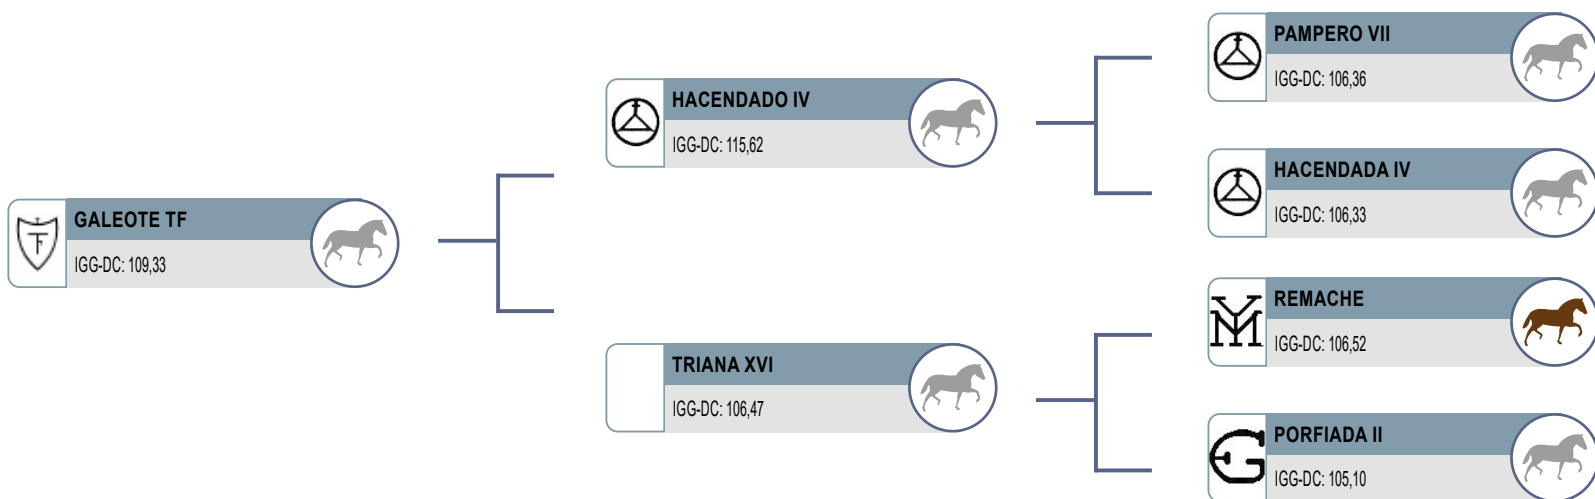 GALEOTE TF
IGG-DC: 109,33
HACENDADO IV
IGG-DC: 115,62
TRIANA XVI
IGG-DC: 106,47
PAMPERO VII
IGG-DC: 106,36
HACENDADA IV
IGG-DC: 106,33
REMACHE
IGG-DC: 106,52
PORFIADA II
IGG-DC: 105,10